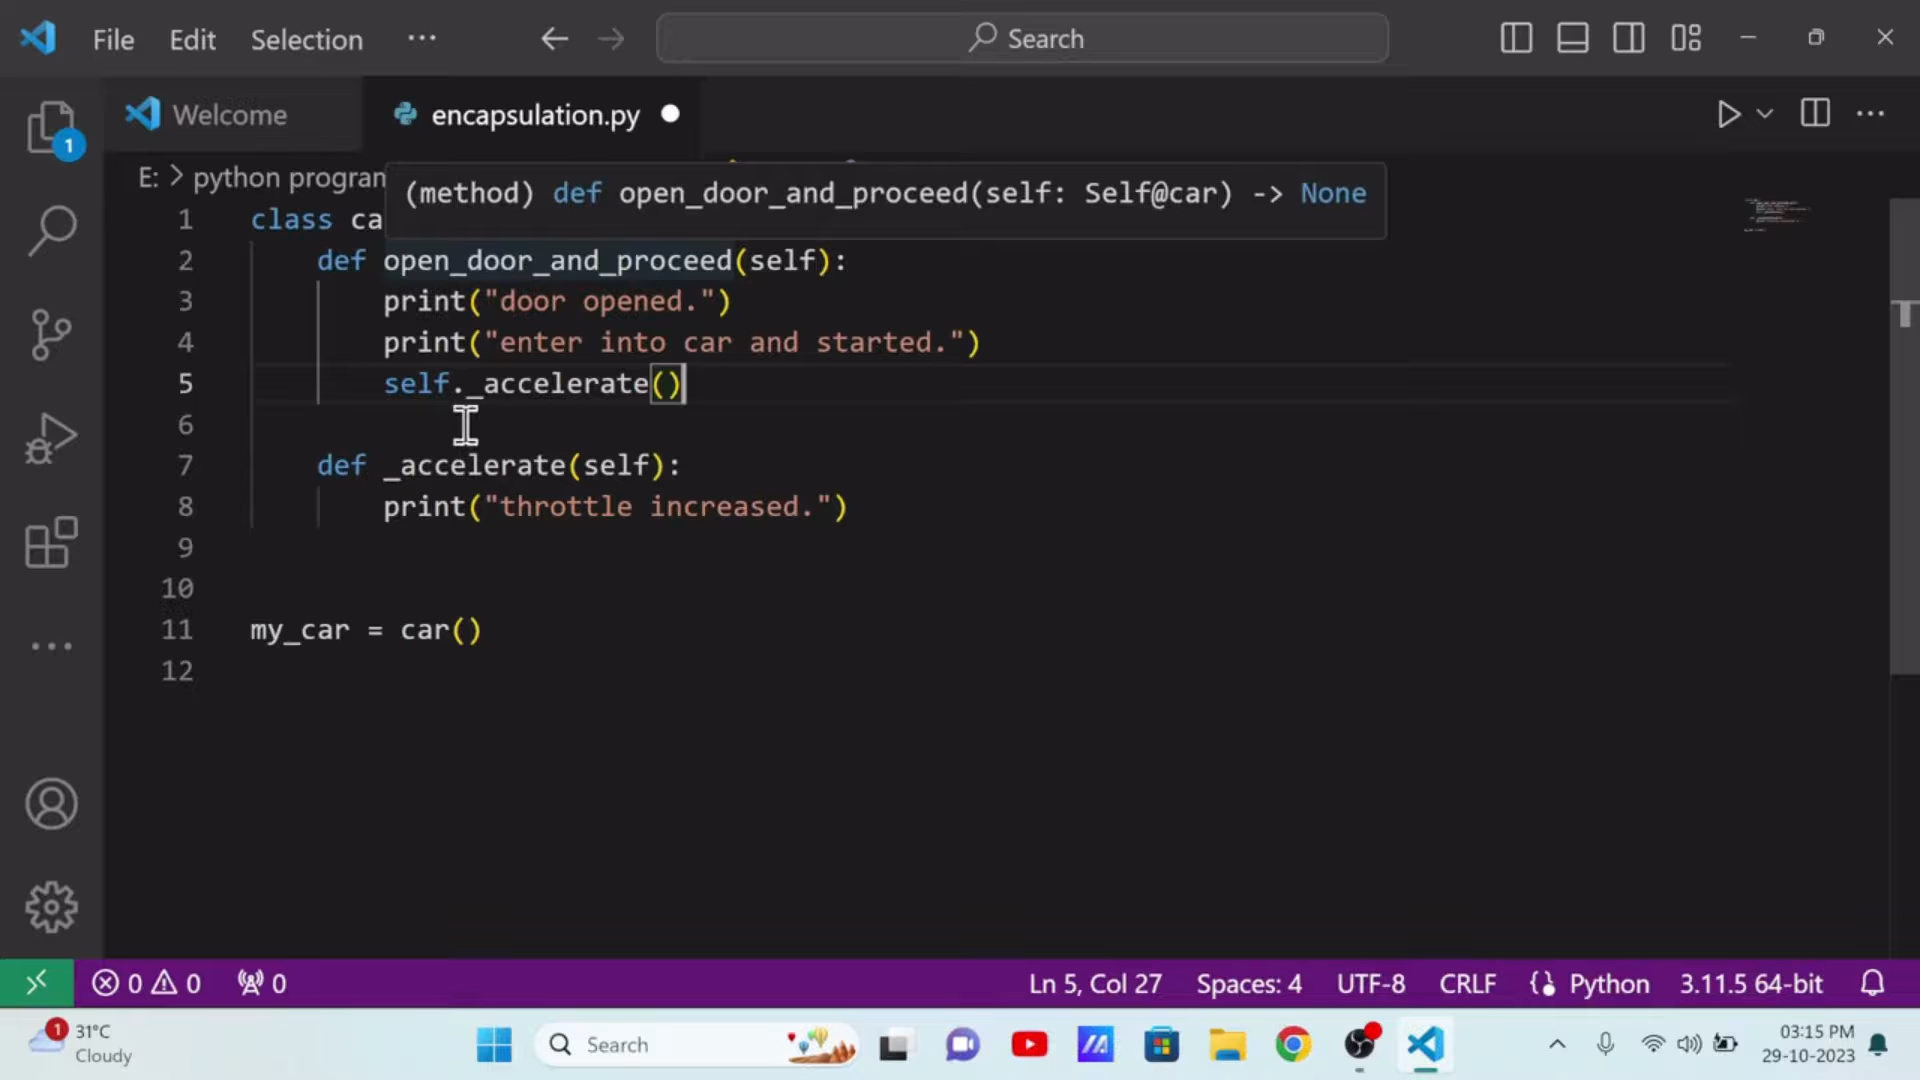 File Edit Selection ··· Search
Welcome encapsulation.py
1
E: > python program
(method) def open_door_and_proceed(self: Self@car) -> None
1 class ca
2 def open_door_and_proceed(self):
3 print("door opened.")
4 print("enter into car and started.")
5 self._accelerate()
6
7 def _accelerate(self):
8 print("throttle increased.")
9
10
11 my_car = car()
12
0 0 0 Ln 5, Col 27 Spaces: 4 UTF-8 CRLF Python 3.11.5 64-bit
1 31°C
Cloudy
Search
03:15 PM
29-10-2023